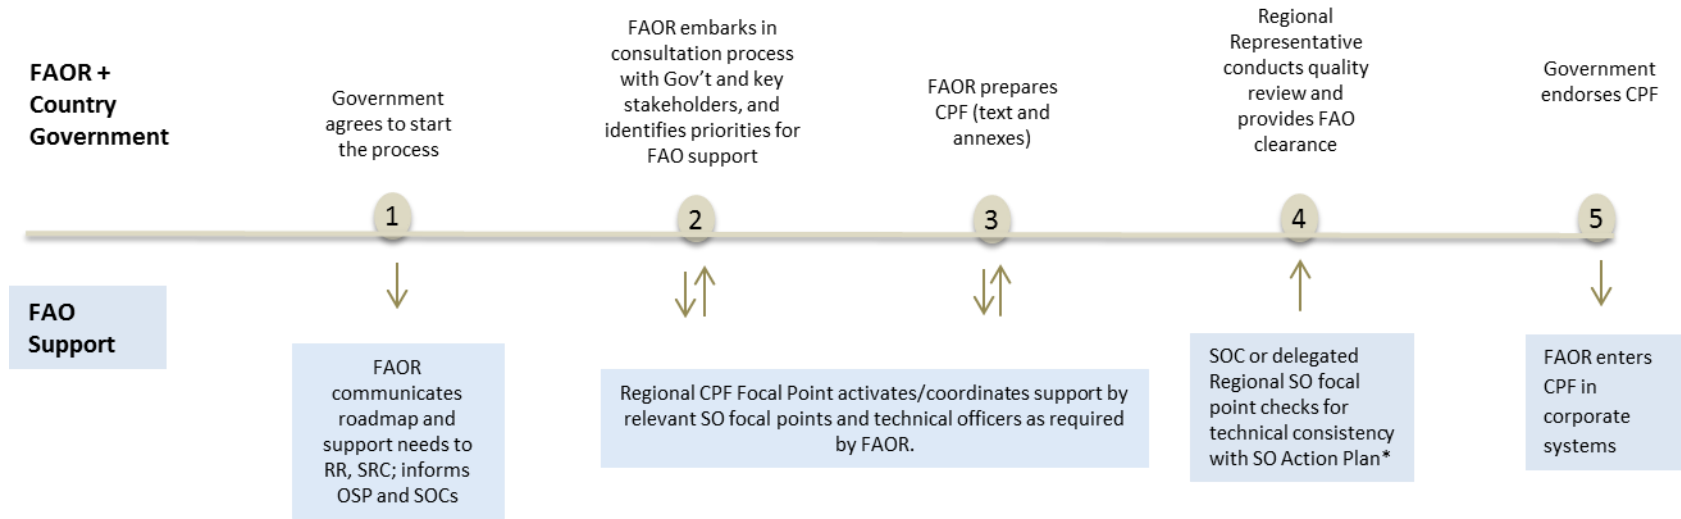 FAOR +
Country
Government
Government
agrees to start
the process
FAOR embarks in
consultation process
with Gov't and key
stakeholders, and
identifies priorities for
FAO support
FAOR prepares
CPF (text and
annexes)
Regional
Representative
conducts quality
review and
provides FAO
clearance
Government
endorses CPF
1
2
3
4
5
FAO
Support
FAOR
communicates
roadmap and
support needs to
RR, SRC; informs
OSP and SOCs
Regional CPF Focal Point activates/coordinates support by
relevant SO focal points and technical officers as required
by FAOR.
SOC or delegated
Regional SO focal
point checks for
technical consistency
with SO Action Plan*
FAOR enters
CPF in
corporate
systems